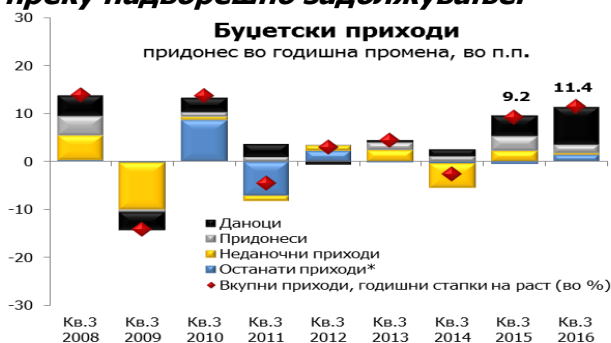 преку надворешно задолжување.
Буџетски приходи
придонес во годишна промена, во п.п.
30
20
10
0
-10
-20
-30
9.2
11.4
Даноци
Придонеси
Неданочни приходи
Останати приходи*
Вкупни приходи, годишни стапки на раст (во %)
Кв.3 Кв.3 Кв.3 Кв.3 Кв.3 Кв.3 Кв.3 Кв.3 Кв.3
2008 2009 2010 2011 2012 2013 2014 2015 2016